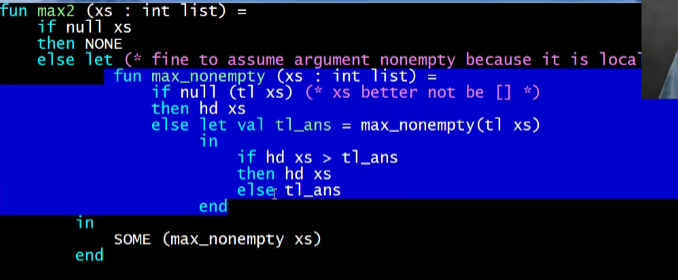 fun max2 (xs : int list) =
if null xs
then NONE
else let (* fine to assume argument nonempty because it is local
fun max_nonempty (xs : int list) =
if null (tl xs) (* xs better not be [] *)
then hd xs
else let val tl_ans = max_nonempty(tl xs)
in
if hd xs > tl_ans
then hd xs
else tl_ans
end
in
SOME (max_nonempty xs)
end